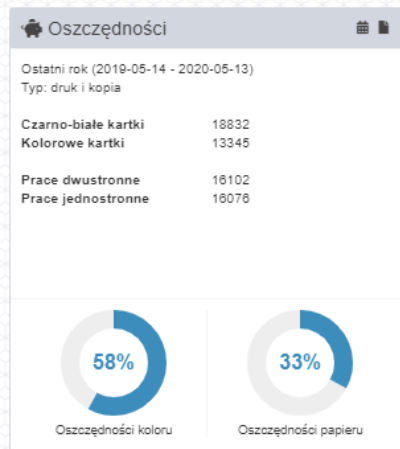 Oszczędności
Ostatni rok (2019-05-14 - 2020-05-13)
Typ: druk i kopia
Czarno-białe kartki 18832
Kolorowe kartki 13345
Prace dwustronne 16102
Prace jednostronne 16076
58% 33%
Oszczędności koloru Oszczędności papieru